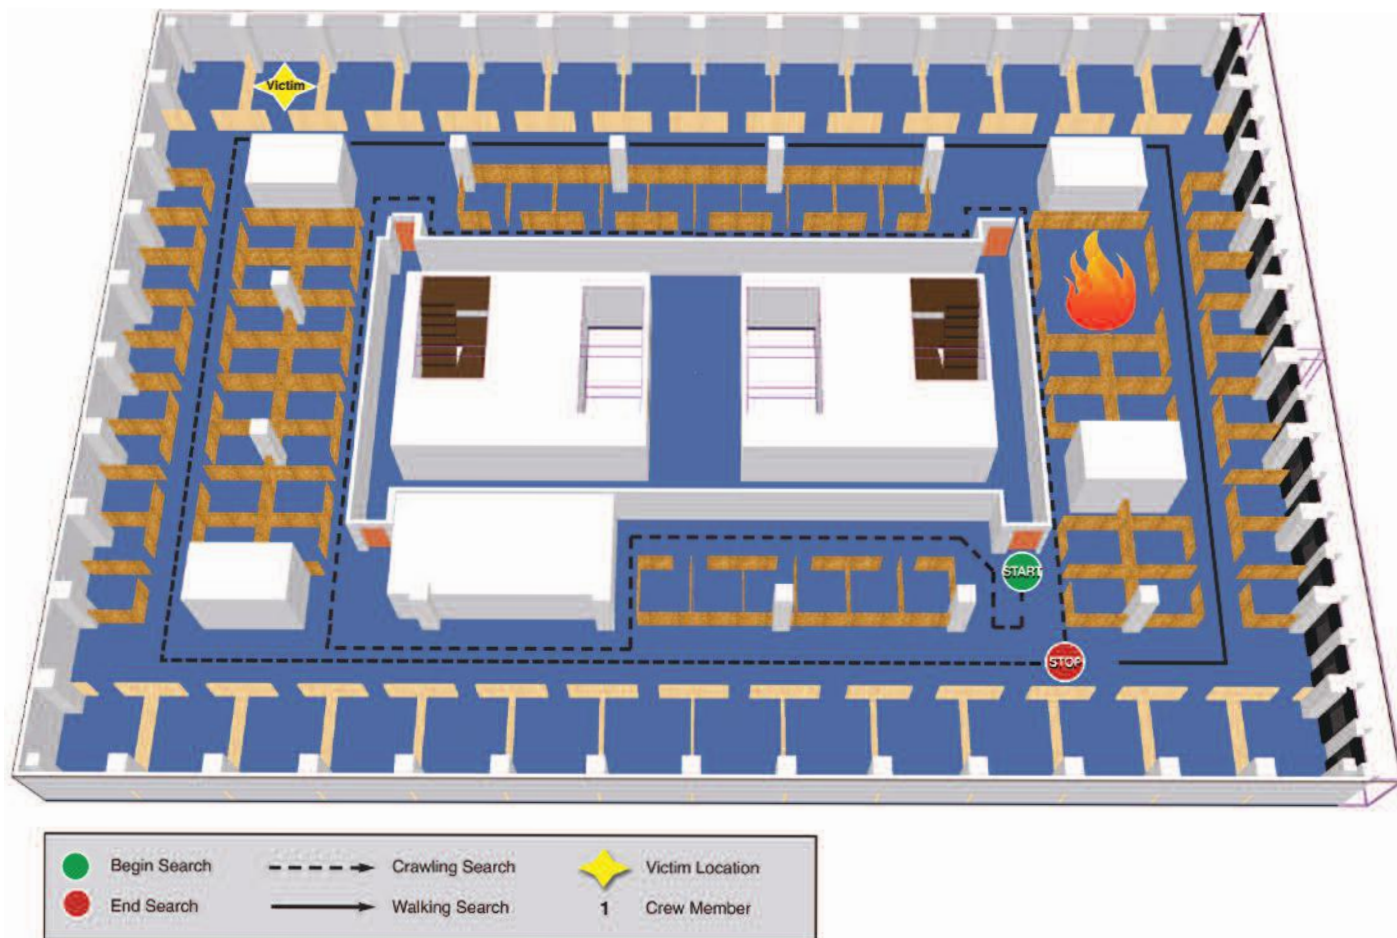 Victim
START
STOP
Begin Search
Crawling Search
Victim Location
End Search
Walking Search
1
Crew Member